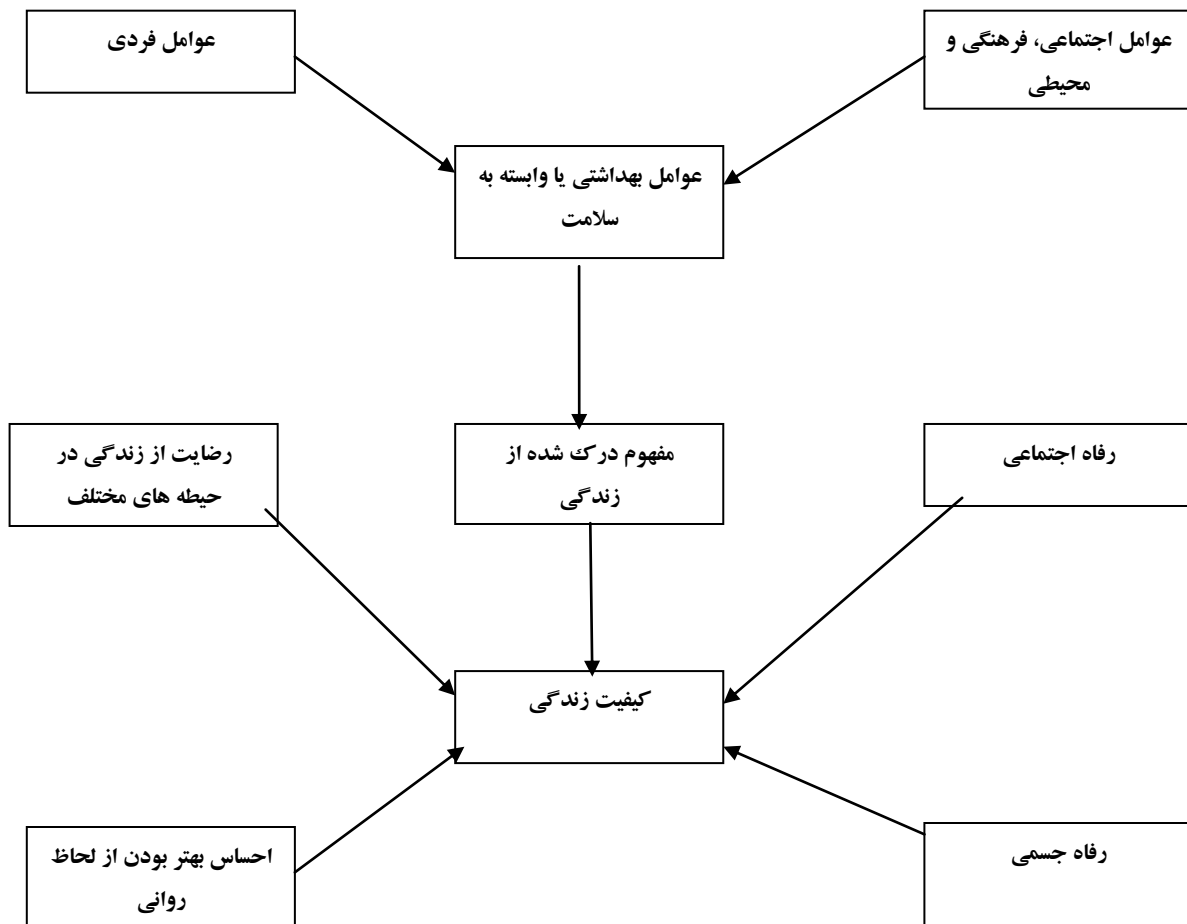 عوامل اجتماعی، فرهنگی و
محیطی
عوامل فردی
عوامل بهداشتی یا وابسته به
سلامت
رفاه اجتماعی
مفهوم درک شده از
زندگی
رضایت از زندگی در
حیطه های مختلف
کیفیت زندگی
رفاه جسمی
احساس بهتر بودن از لحاظ
روانی